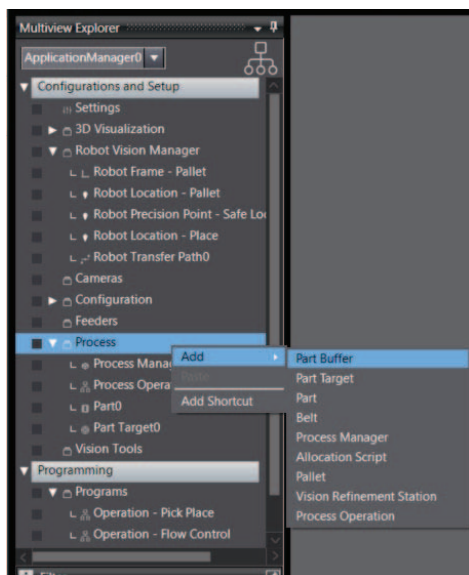 Multiview Explorer
ApplicationManager0
Configurations and Setup
Settings
3D Visualization
Robot Vision Manager
Robot Frame - Pallet
Robot Location - Pallet
Robot Precision Point - Safe Loc
Robot Location - Place
Robot Transfer Path0
Cameras
Configuration
Feeders
Process
Process Mana
Process Opera
Part0
Part Target0
Vision Tools
Programming
Programs
Operation - Pick Place
Operation - Flow Control
Add
Paste
Add Shortcut
Part Buffer
Part Target
Part
Belt
Process Manager
Allocation Script
Pallet
Vision Refinement Station
Process Operation